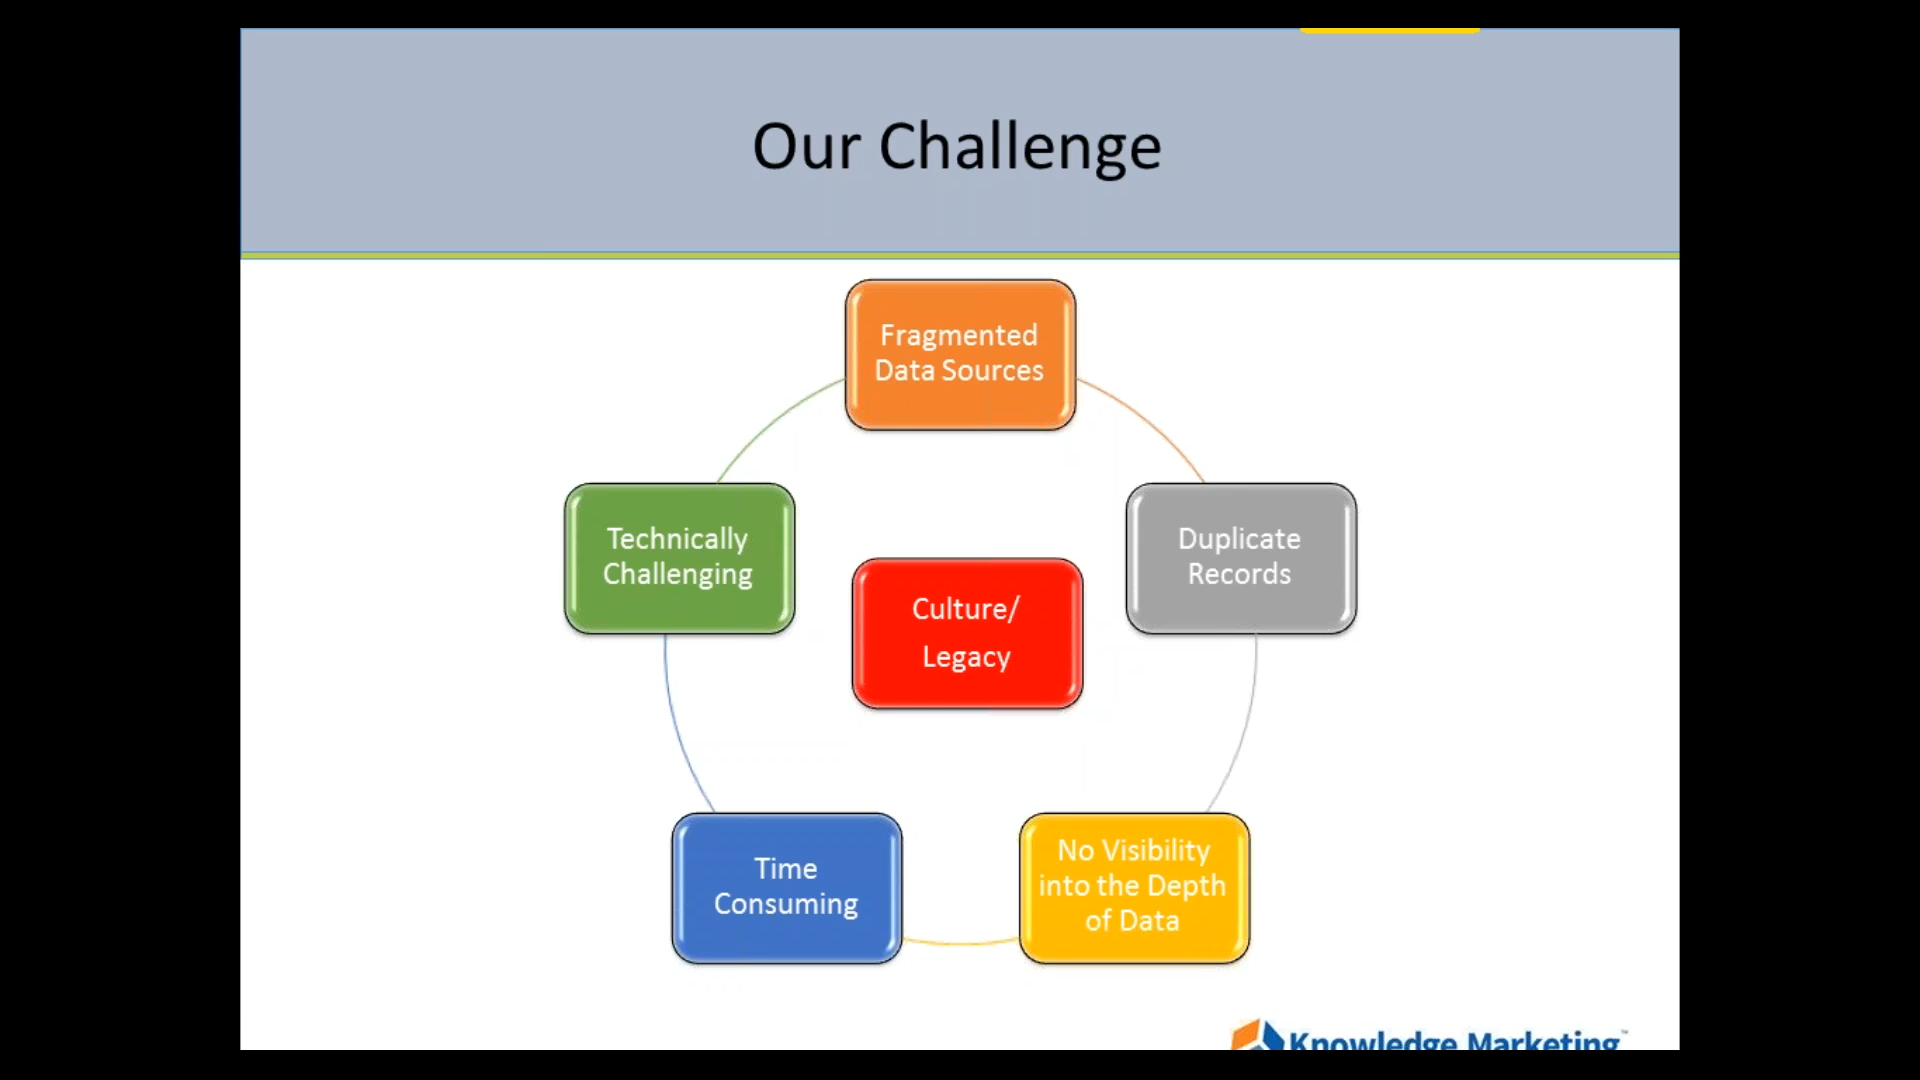 Our Challenge
Fragmented
Data Sources
Technically
Challenging
Duplicate
Records
Culture/
Legacy
Time
Consuming
No Visibility
into the Depth
of Data
Knowledge Marketing™